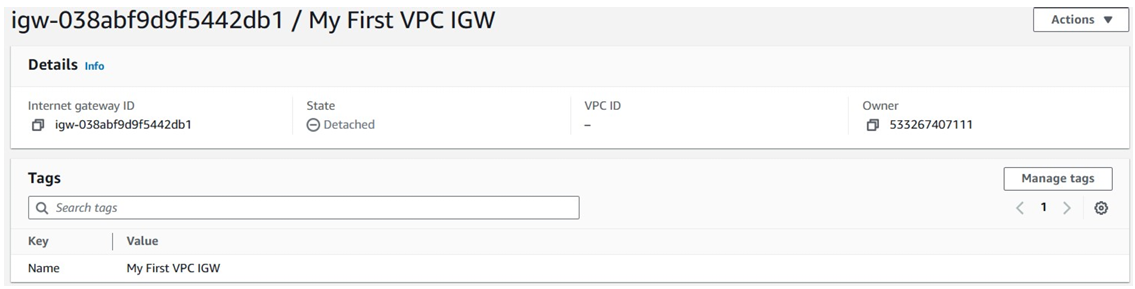 igw-038abf9d9f5442db1 / My First VPC IGW
Actions
Details Info
Internet gateway ID
igw-038abf9d9f5442db1
State
Detached
VPC ID
–
Owner
533267407111
Tags
Manage tags
Search tags
1
Key Value
Name My First VPC IGW